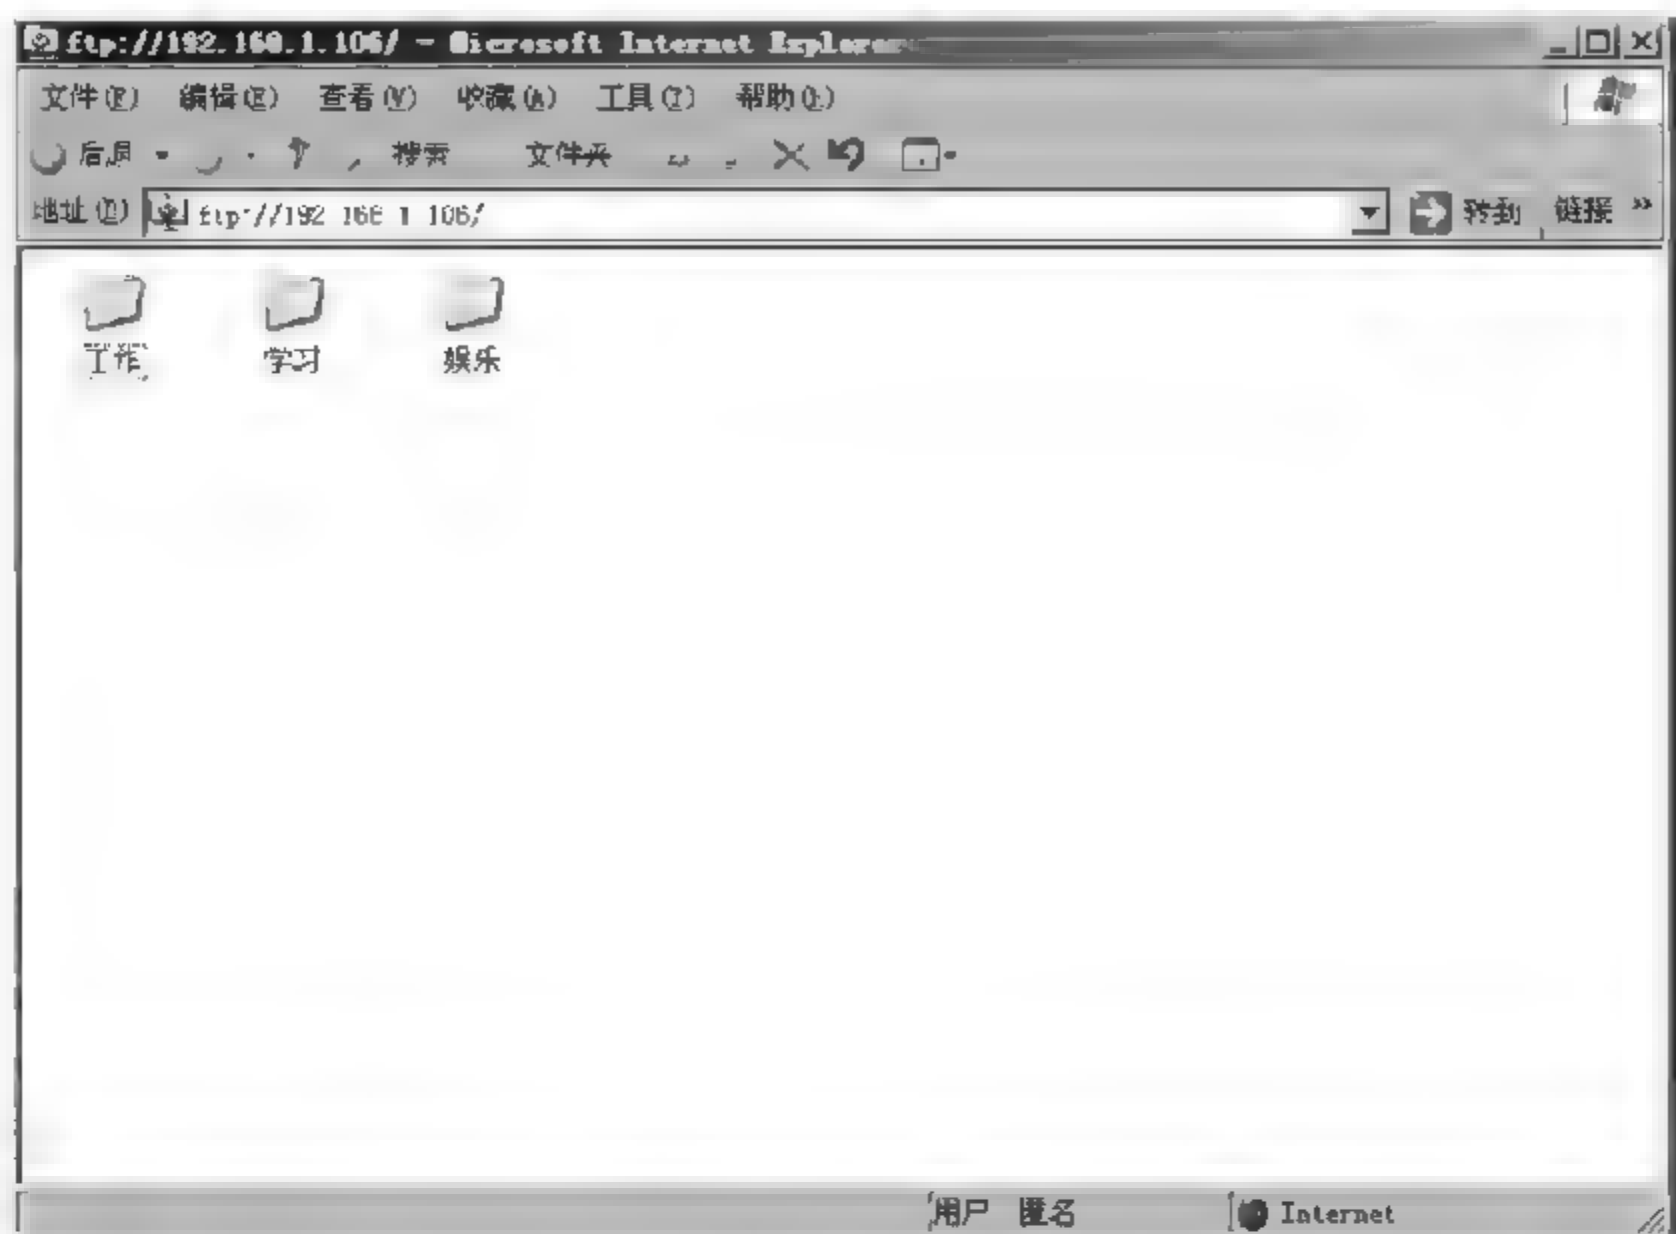 ftp://192.168.1.106/ - Microsoft Internet Explorer
文件(F) 编辑(E) 查看(V) 收藏(A) 工具(T) 帮助(H)
后退 搜索 文件夹
地址(D) ftp://192.168.1.106/ 转到 链接 »
工作 学习 娱乐
用户 匿名 Internet